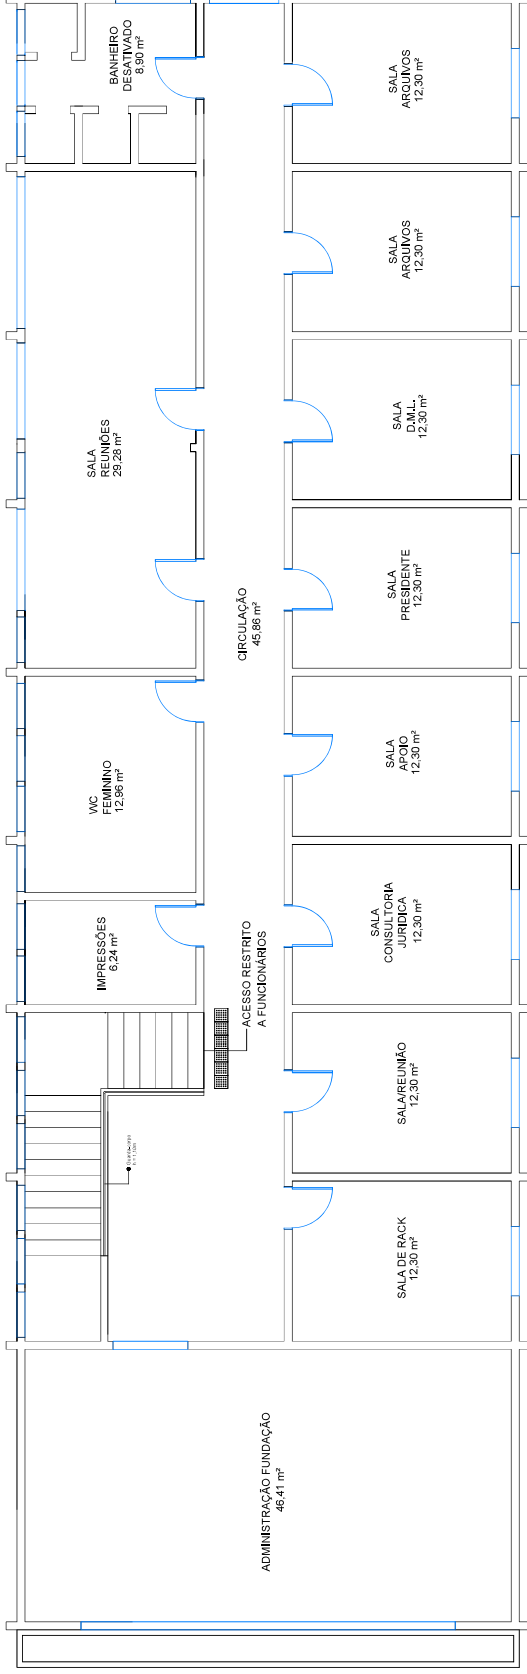 BANHEIRO
DESATIVADO
8,90 m²
SALA
ARQUIVOS
12,30 m²
SALA
ARQUIVOS
12,30 m²
SALA
REUNIÕES
29,28 m²
SALA
D.M.L.
12,30 m²
CIRCULAÇÃO
45,86 m²
SALA
PRESIDENTE
12,30 m²
WC
FEMININO
12,96 m²
SALA
APOIO
12,30 m²
IMPRESSÕES
6,24 m²
SALA
CONSULTORIA
JURIDICA
12,30 m²
ACESSO RESTRITO
A FUNCIONÁRIOS
SALA/REUNIÃO
12,30 m²
SALA DE RACK
12,30 m²
ADMINISTRAÇÃO FUNDAÇÃO
46,41 m²